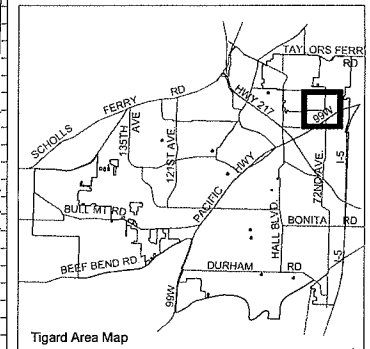 TAYLORS FERR
RD
HWY 217
99W
SCHOLLS
FERRY
RD
135TH
AVE
121ST AVE.
PACIFIC
HWY
72ND AVE.
I-5
HALL BLVD.
BULL MT RD
BONITA RD
BEEF BEND RD
DURHAM RD
99W
I-5
Tigard Area Map